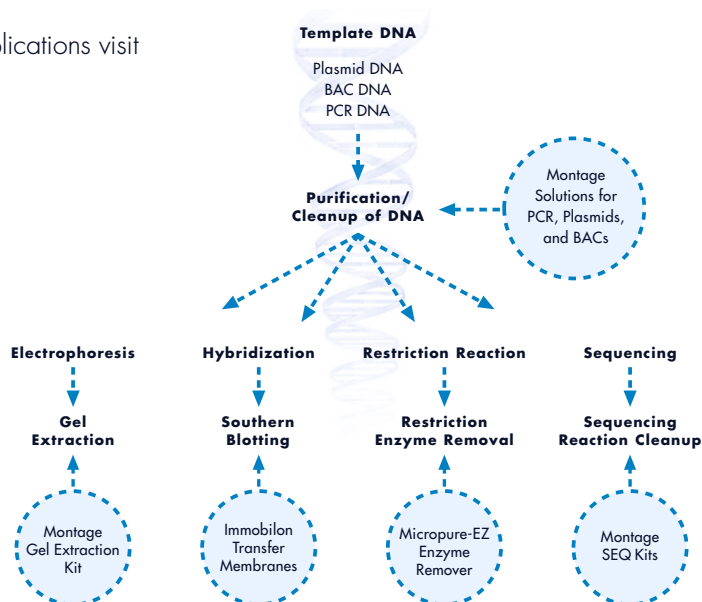 Template DNA
plications visit
Plasmid DNA
BAC DNA
PCR DNA
Montage
Solutions for
PCR, Plasmids,
and BACs
Purification/
Cleanup of DNA
Electrophoresis
Hybridization
Restriction Reaction
Sequencing
Gel
Extraction
Southern
Blotting
Restriction
Enzyme Removal
Sequencing
Reaction Cleanup
Montage
Gel Extraction
Kit
Immobilon
Transfer
Membranes
Micropure-EZ
Enzyme
Remover
Montage
SEQ Kits